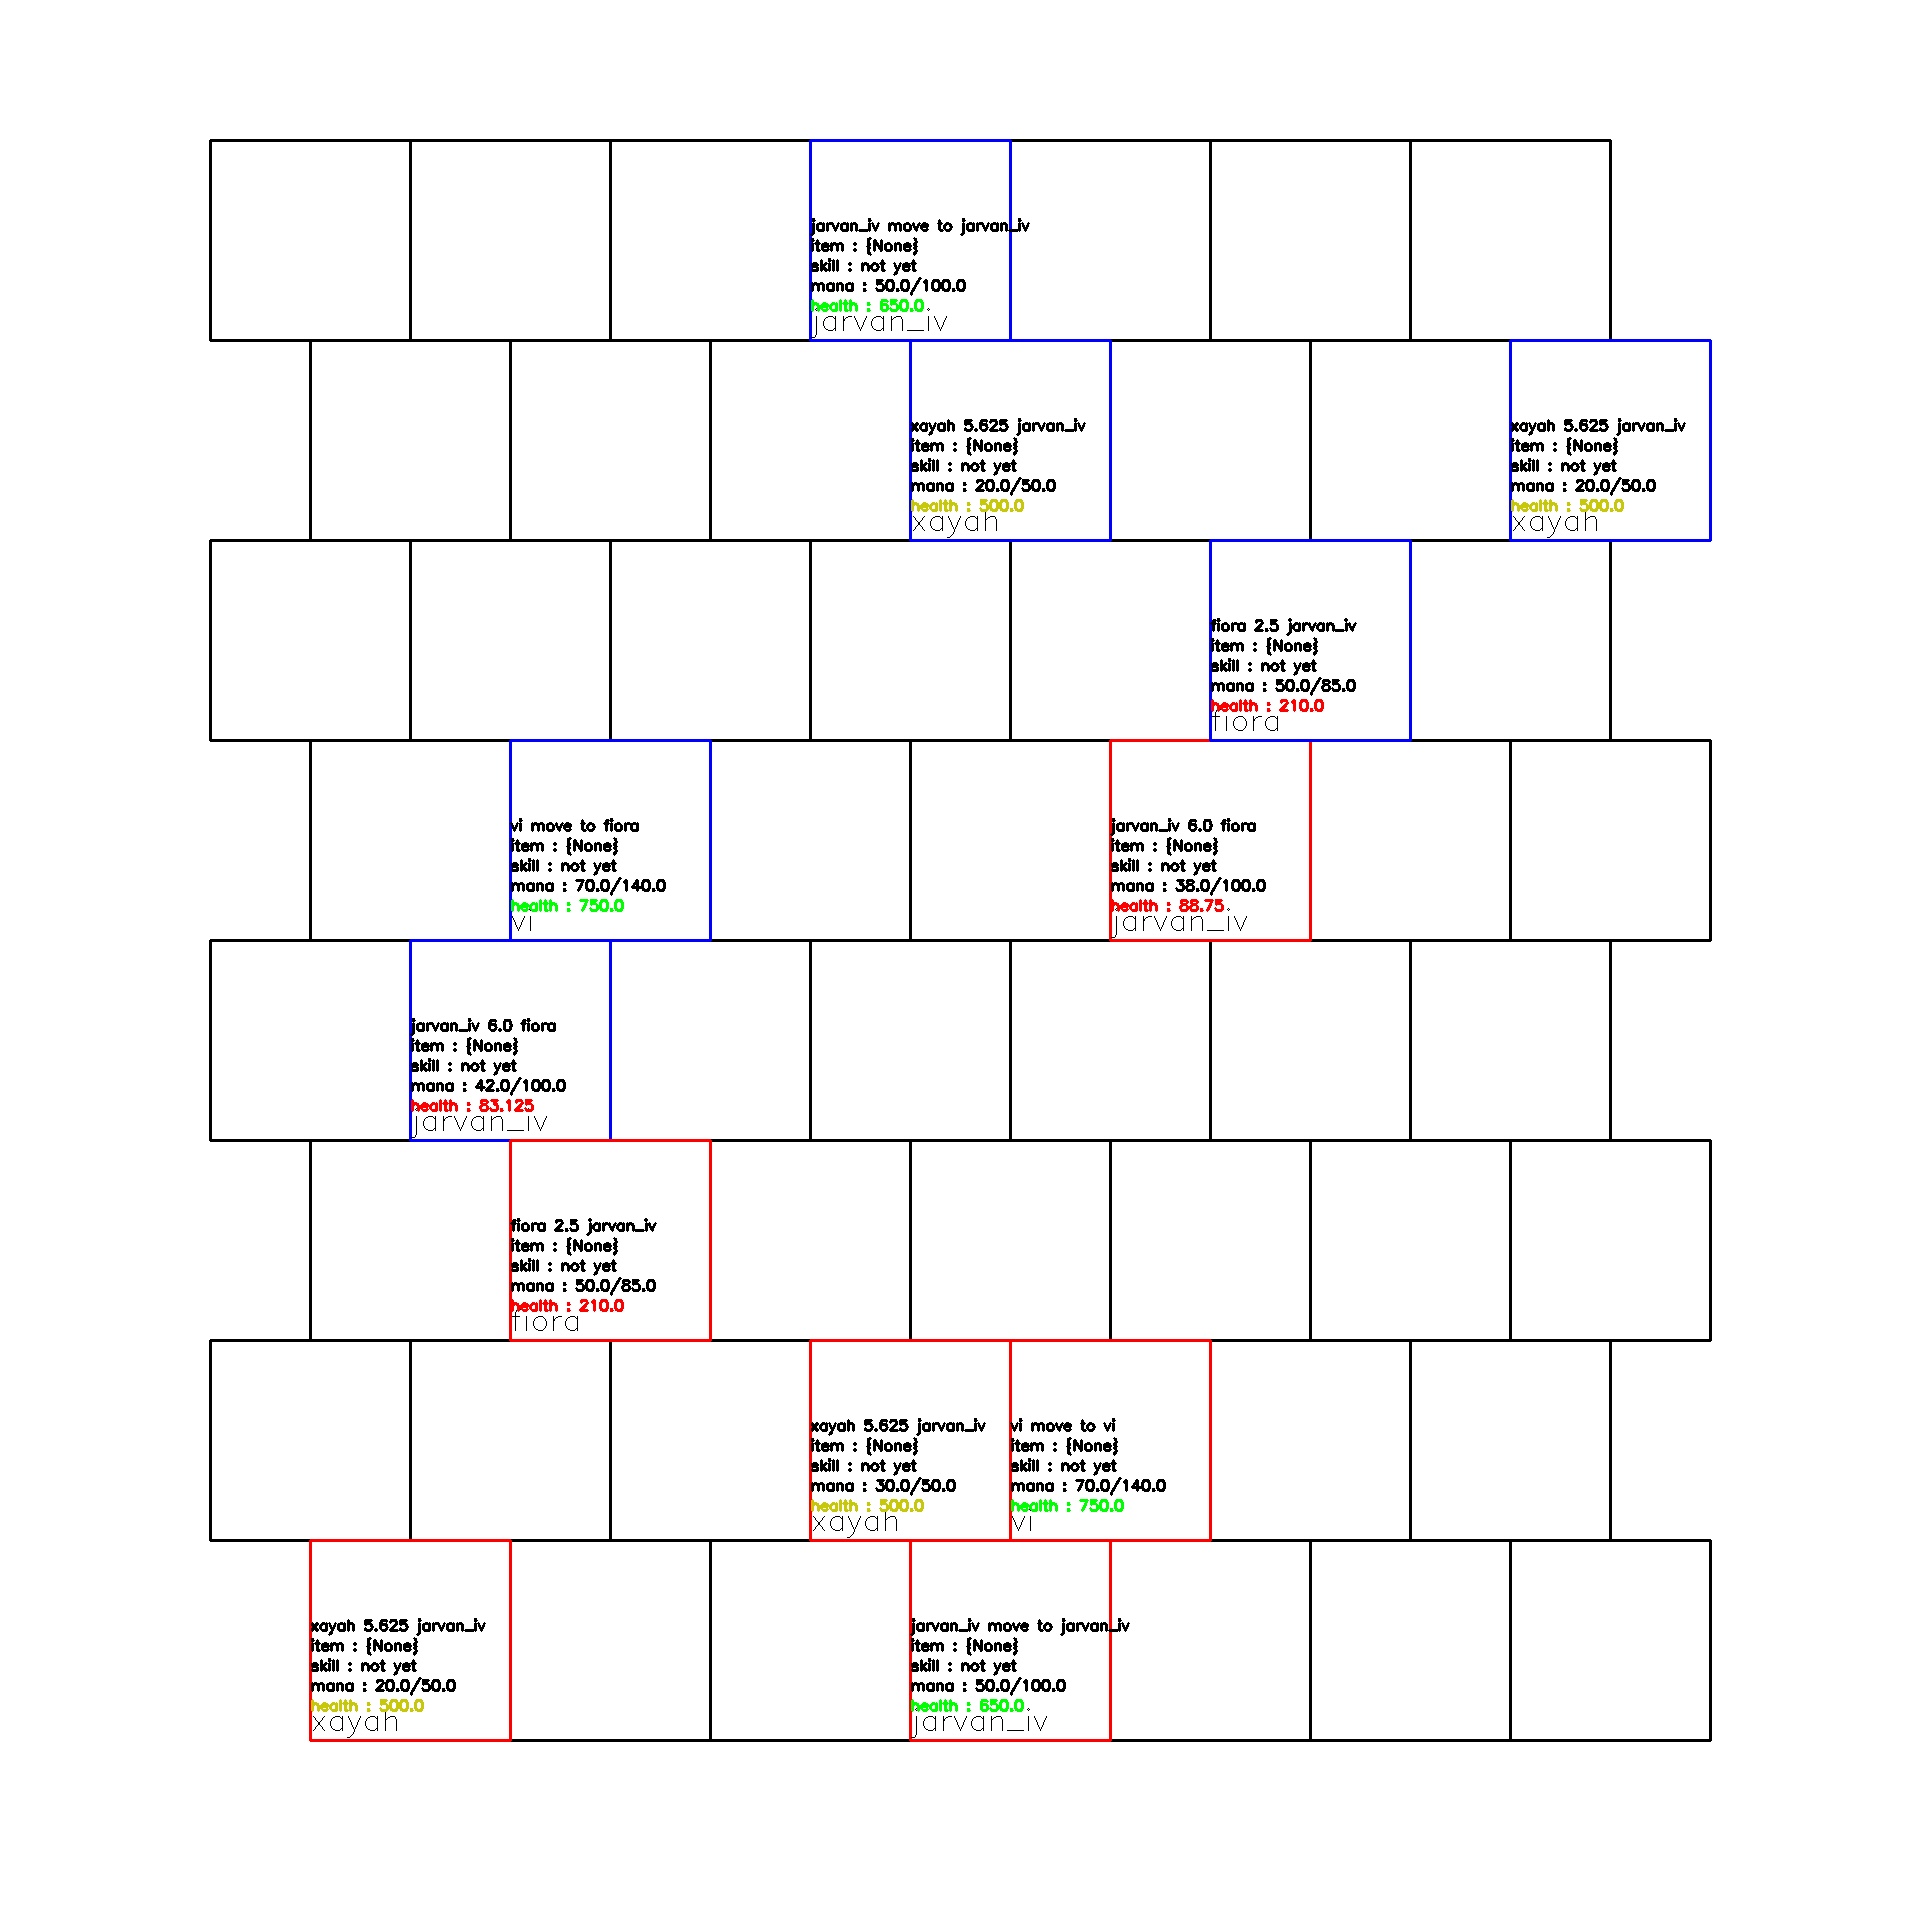 jarvan_iv move to jarvan_iv
item : {None}
skill : not yet
mana : 50.0/100.0
health : 650.0
jarvan_iv
xayah 5.625 jarvan_iv
item : {None}
skill : not yet
mana : 20.0/50.0
health : 500.0
xayah
xayah 5.625 jarvan_iv
item : {None}
skill : not yet
mana : 20.0/50.0
health : 500.0
xayah
fiora 2.5 jarvan_iv
item : {None}
skill : not yet
mana : 50.0/85.0
health : 210.0
fiora
vi move to fiora
item : {None}
skill : not yet
mana : 70.0/140.0
health : 750.0
vi
jarvan_iv 6.0 fiora
item : {None}
skill : not yet
mana : 38.0/100.0
health : 88.75
jarvan_iv
jarvan_iv 6.0 fiora
item : {None}
skill : not yet
mana : 42.0/100.0
health : 83.125
jarvan_iv
fiora 2.5 jarvan_iv
item : {None}
skill : not yet
mana : 50.0/85.0
health : 210.0
fiora
xayah 5.625 jarvan_iv
item : {None}
skill : not yet
mana : 30.0/50.0
health : 500.0
xayah
vi move to vi
item : {None}
skill : not yet
mana : 70.0/140.0
health : 750.0
vi
xayah 5.625 jarvan_iv
item : {None}
skill : not yet
mana : 20.0/50.0
health : 500.0
xayah
jarvan_iv move to jarvan_iv
item : {None}
skill : not yet
mana : 50.0/100.0
health : 650.0
jarvan_iv